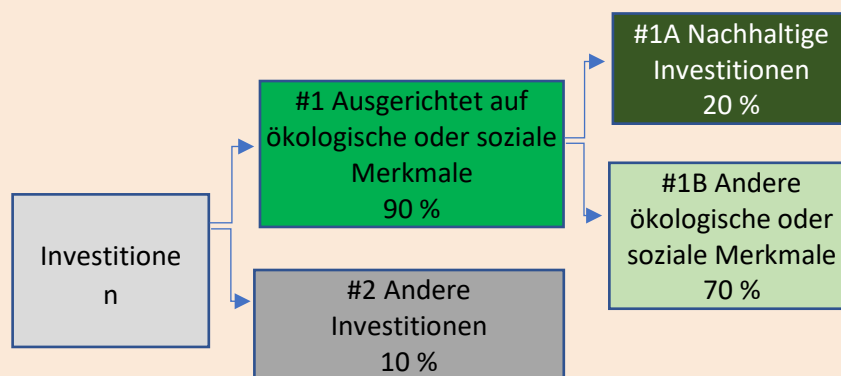 Investitione
n
#1 Ausgerichtet auf
ökologische oder soziale
Merkmale
90 %
#2 Andere
Investitionen
10 %
#1A Nachhaltige
Investitionen
20 %
#1B Andere
ökologische oder
soziale Merkmale
70 %